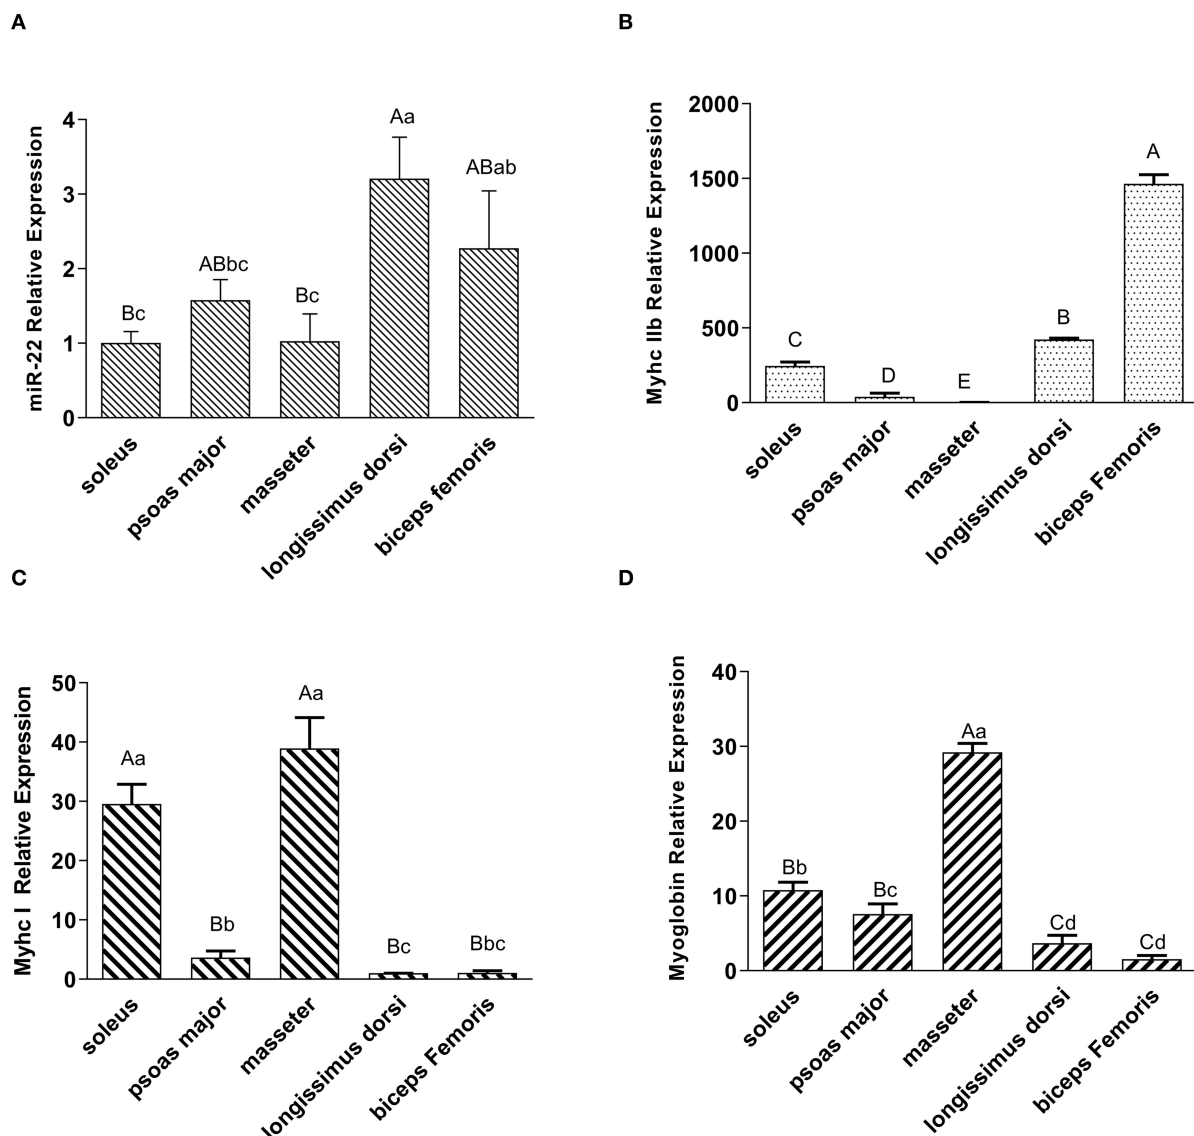 A
miR-22 Relative Expression
4
3
2
1
0
Bc
ABbc
Bc
Aa
ABab
soleus
psoas major
masseter
longissimus dorsi
biceps femoris
B
Myhc IIb Relative Expression
2000
1500
1000
500
0
C
D
E
B
A
soleus
psoas major
masseter
longissimus dorsi
biceps Femoris
C
Myhc I Relative Expression
50
40
30
20
10
0
Aa
Bb
Aa
Bc
Bbc
soleus
psoas major
masseter
longissimus dorsi
biceps Femoris
D
Myoglobin Relative Expression
40
30
20
10
0
Bb
Bc
Aa
Cd
Cd
soleus
psoas major
masseter
longissimus dorsi
biceps Femoris